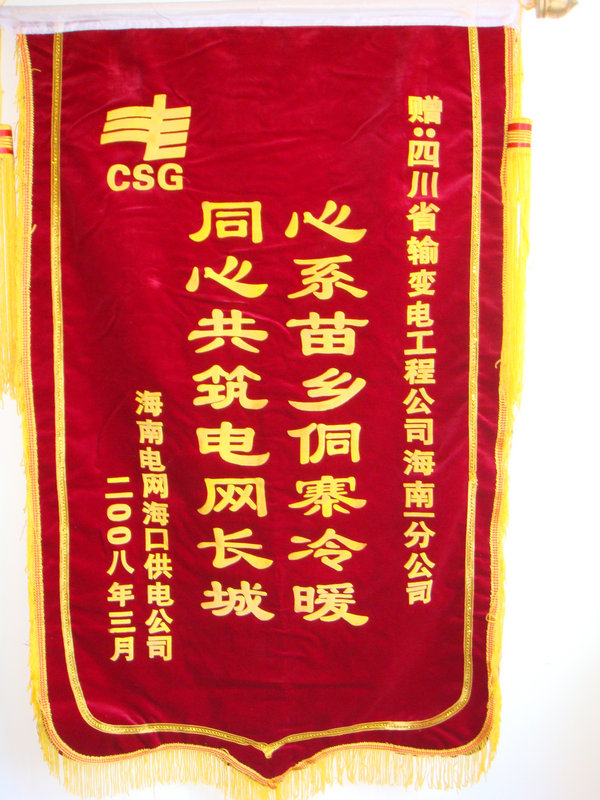 CSG
赠:四川省输变电工程公司海南一分公司
心系苗乡侗寨冷暖
同心共筑电网长城
海南电网海口供电公司
二00八年三月